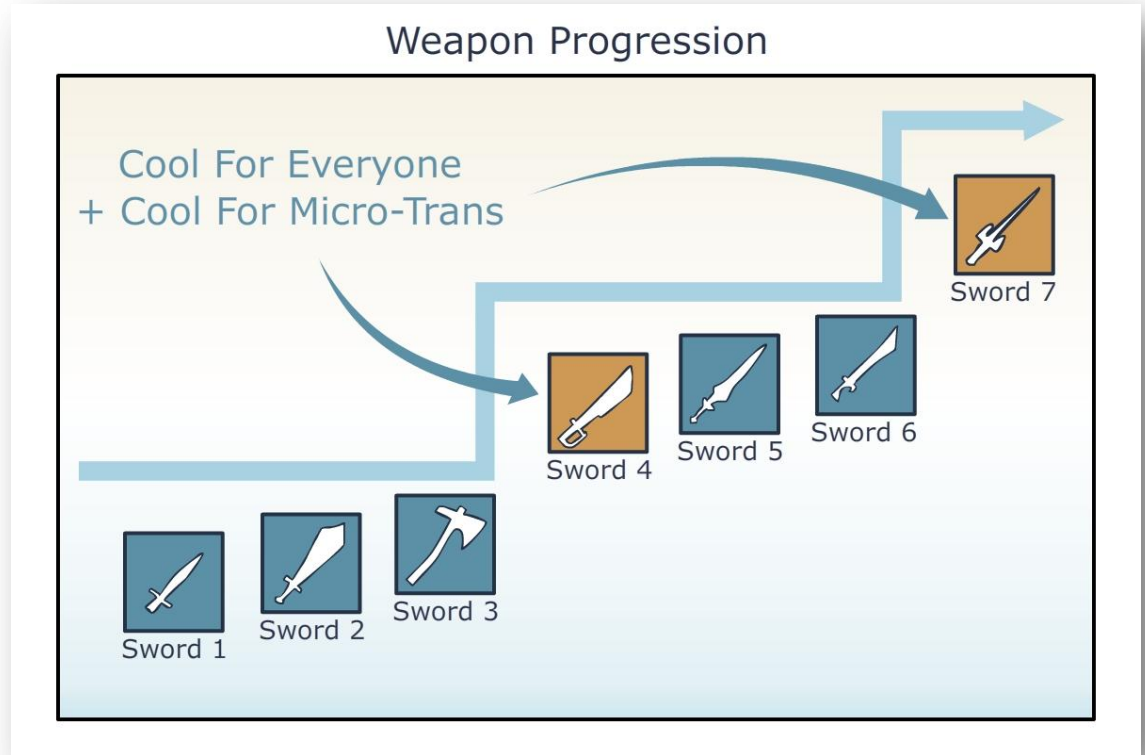 Weapon Progression
Cool For Everyone
+ Cool For Micro-Trans
Sword 7
Sword 6
Sword 5
Sword 4
Sword 3
Sword 2
Sword 1